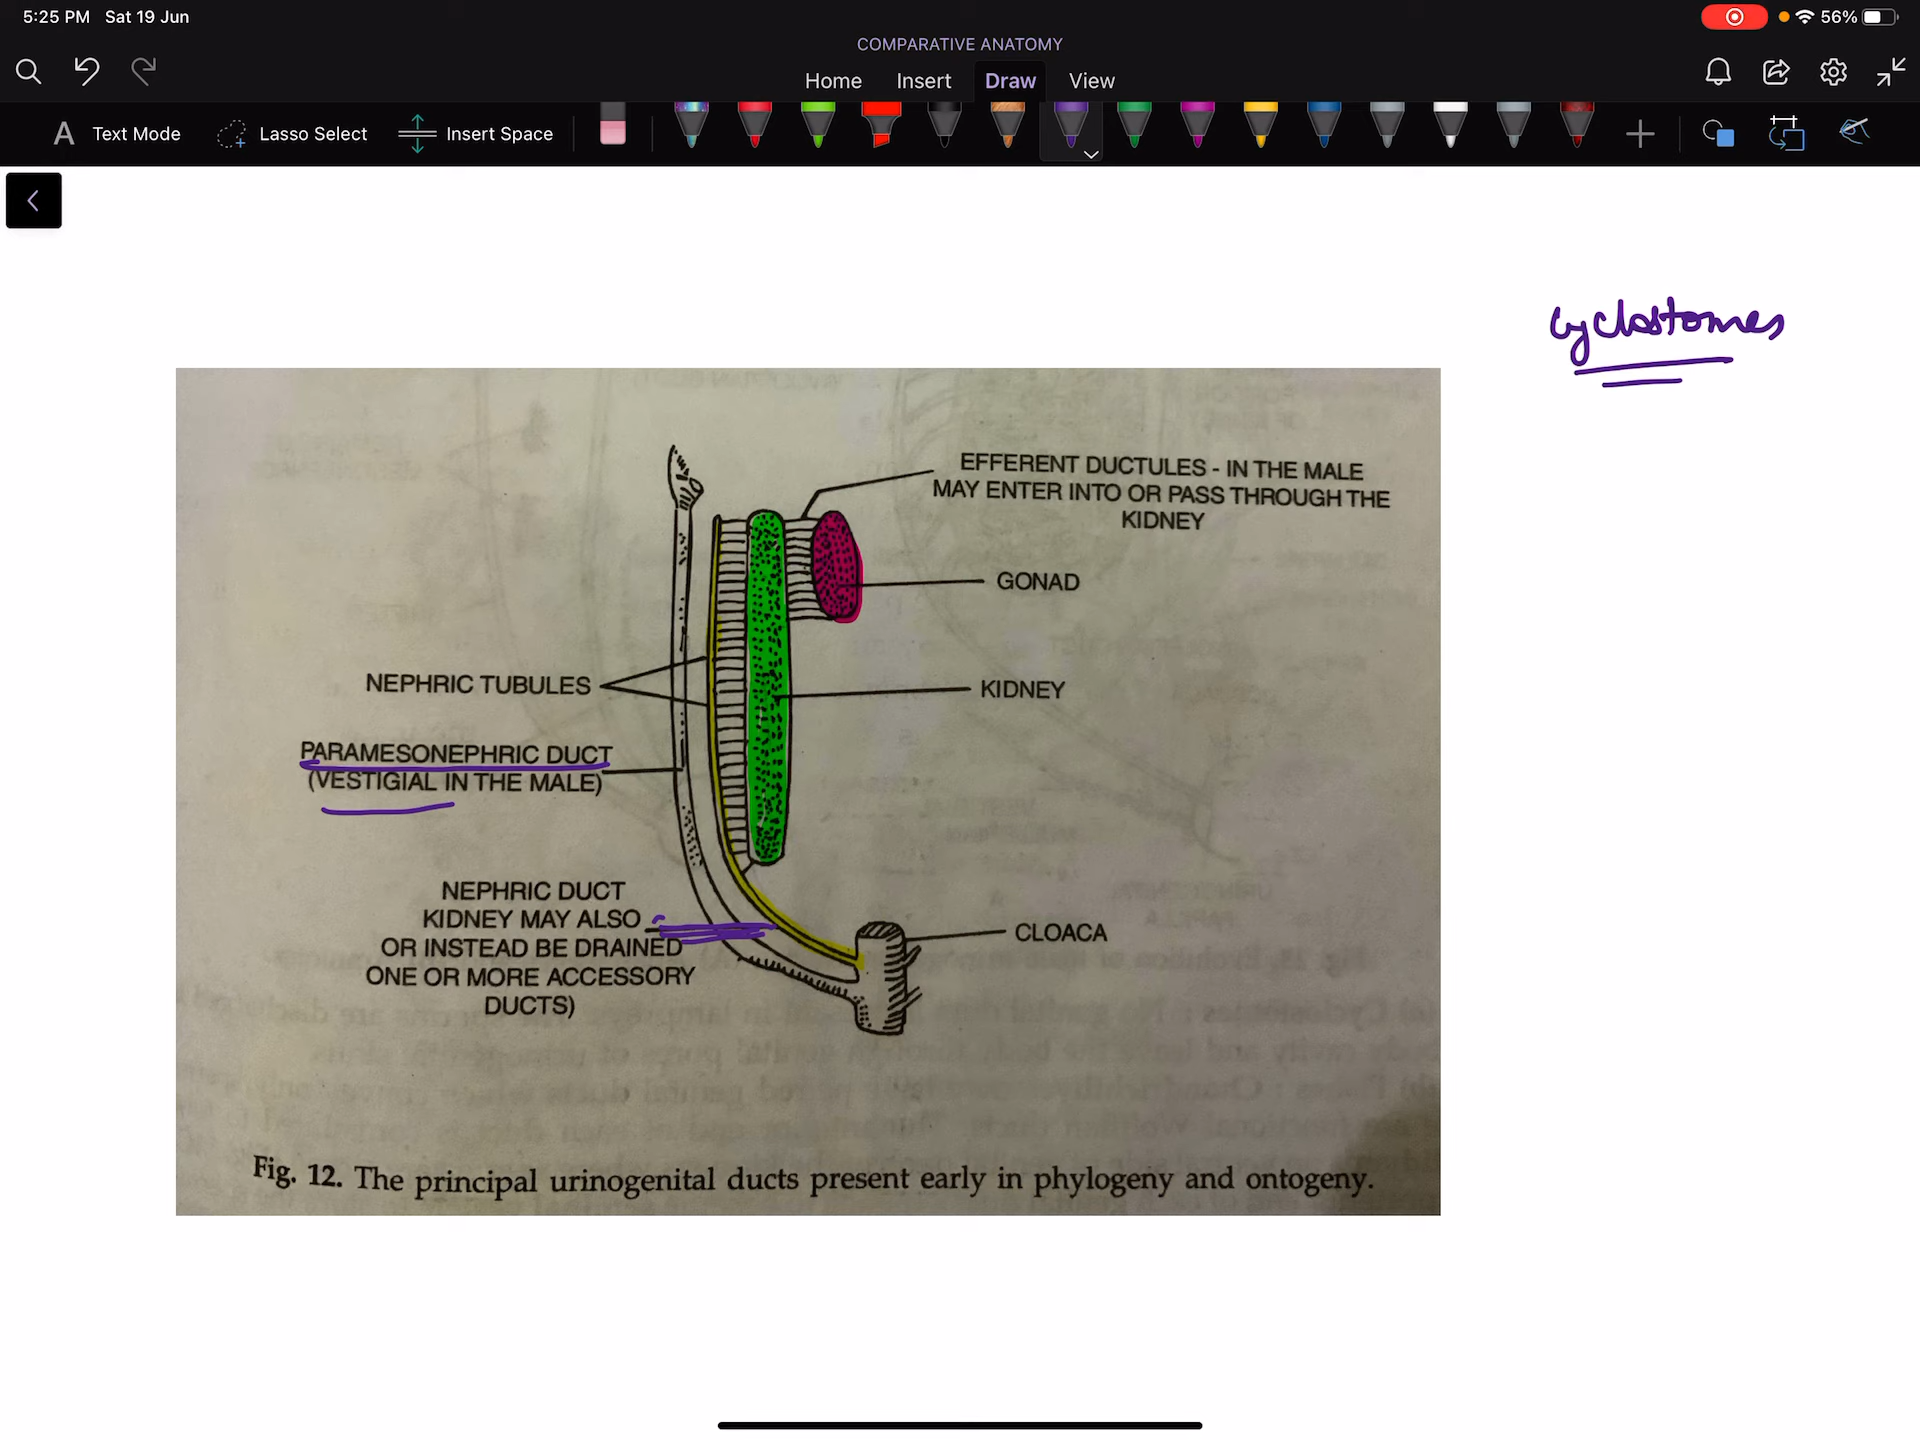 5:25 PM Sat 19 Jun
56%
COMPARATIVE ANATOMY
Home Insert Draw View
A Text Mode Lasso Select Insert Space
cyclostomes
EFFERENT DUCTULES - IN THE MALE
MAY ENTER INTO OR PASS THROUGH THE
KIDNEY
GONAD
NEPHRIC TUBULES
KIDNEY
PARAMESONEPHRIC DUCT
(VESTIGIAL IN THE MALE)
NEPHRIC DUCT
KIDNEY MAY ALSO
OR INSTEAD BE DRAINED
ONE OR MORE ACCESSORY
DUCTS)
CLOACA
Fig. 12. The principal urinogenital ducts present early in phylogeny and ontogeny.